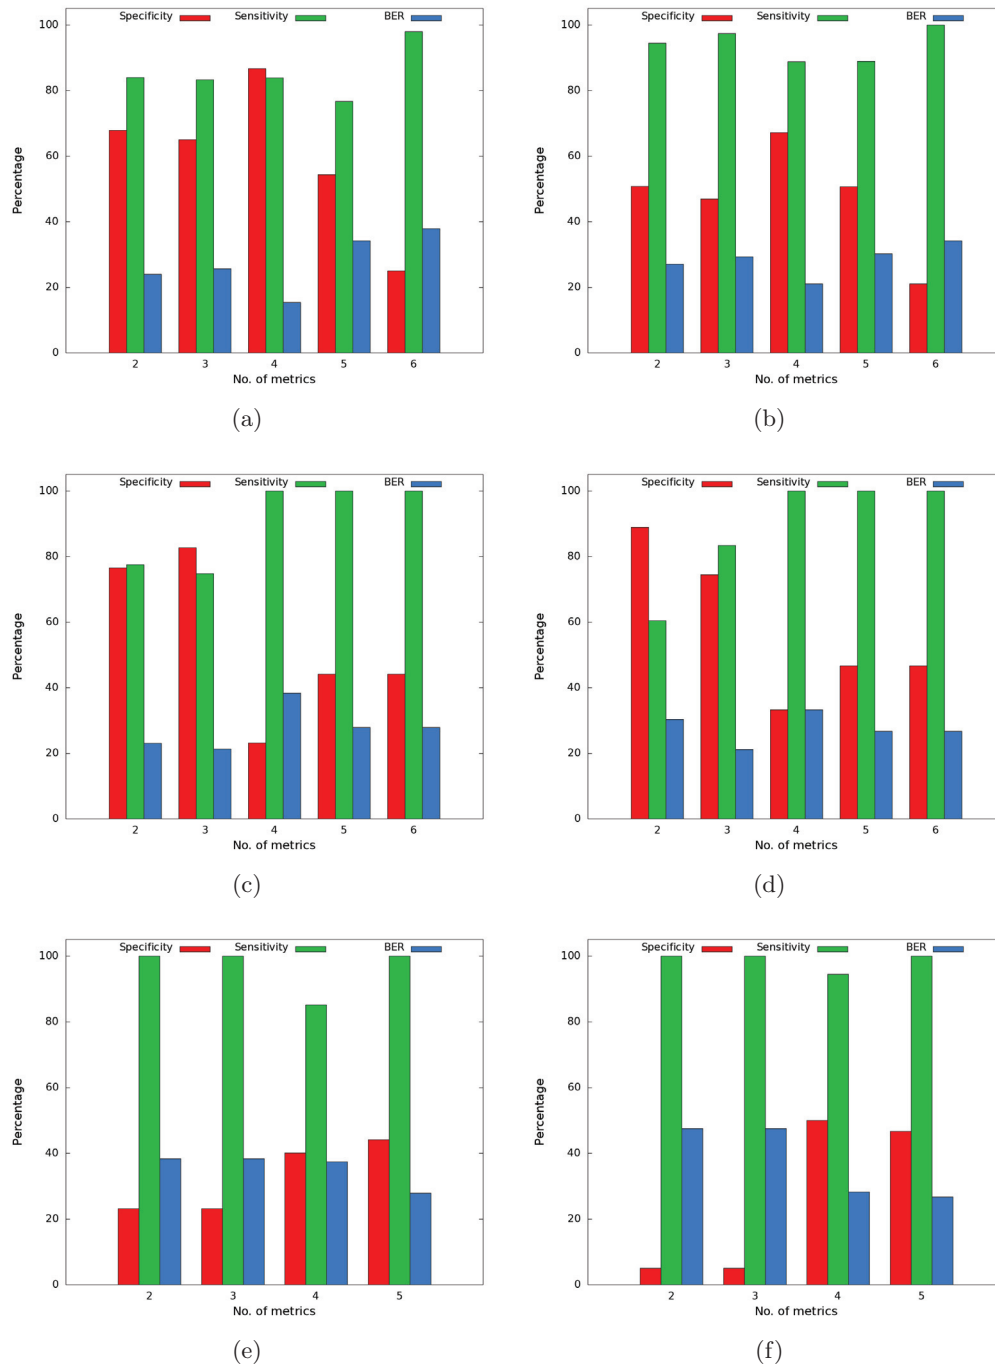 Specificity Sensitivity BER
100
80
60
40
20
0
Percentage
2 3 4 5 6
No. of metrics
(a)
Specificity Sensitivity BER
100
80
60
40
20
0
Percentage
2 3 4 5 6
No. of metrics
(b)
Specificity Sensitivity BER
100
80
60
40
20
0
Percentage
2 3 4 5 6
No. of metrics
(c)
Specificity Sensitivity BER
100
80
60
40
20
0
Percentage
2 3 4 5 6
No. of metrics
(d)
Specificity Sensitivity BER
100
80
60
40
20
0
Percentage
2 3 4 5
No. of metrics
(e)
Specificity Sensitivity BER
100
80
60
40
20
0
Percentage
2 3 4 5
No. of metrics
(f)